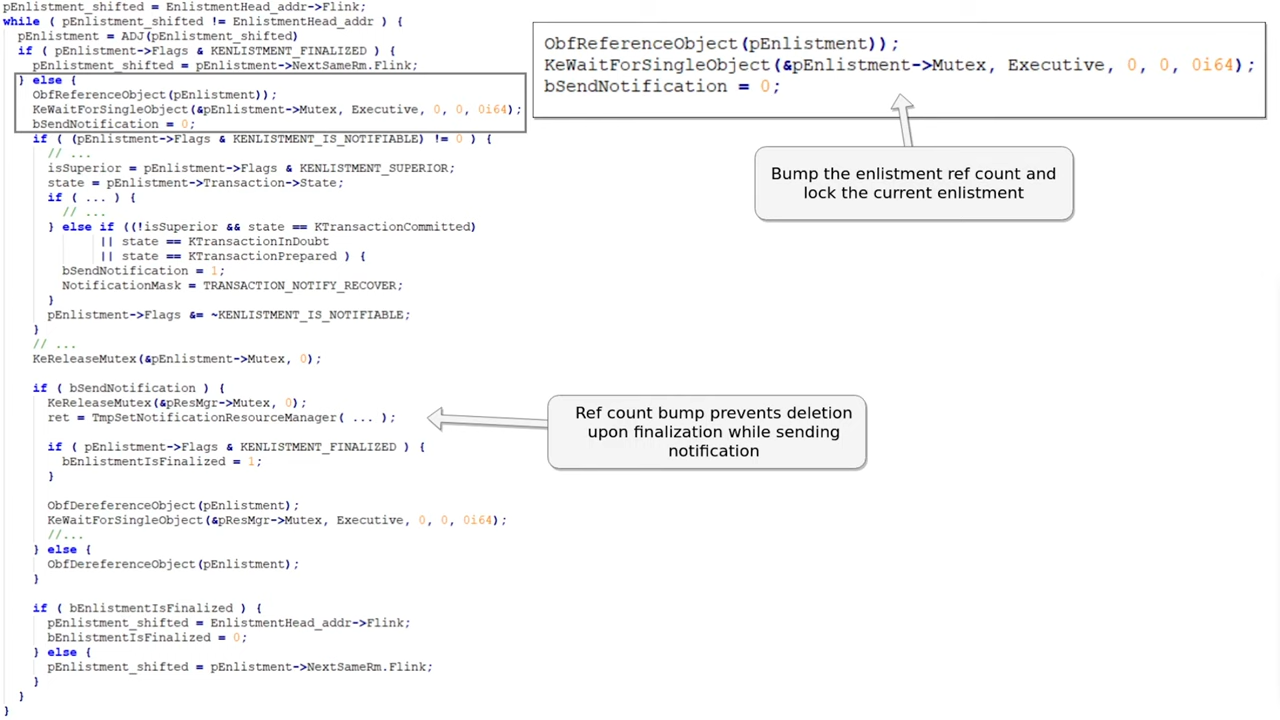 pEnlistment_shifted = EnlistmentHead_addr->Flink;
while ( pEnlistment_shifted != EnlistmentHead_addr ) {
pEnlistment = ADJ(pEnlistment_shifted)
if ( pEnlistment->Flags & KENLISTMENT_FINALIZED ) {
pEnlistment_shifted = pEnlistment->NextSameRm.Flink;
} else {
ObfReferenceObject(pEnlistment));
KeWaitForSingleObject(&pEnlistment->Mutex, Executive, 0, 0, 0i64);
bSendNotification = 0;
if ( (pEnlistment->Flags & KENLISTMENT_IS_NOTIFIABLE) != 0 ) {
// ...
isSuperior = pEnlistment->Flags & KENLISTMENT_SUPERIOR;
state = pEnlistment->Transaction->State;
if ( ... ) {
// ...
} else if ((!isSuperior && state == KTransactionCommitted)
|| state == KTransactionInDoubt
|| state == KTransactionPrepared ) {
bSendNotification = 1;
NotificationMask = TRANSACTION_NOTIFY_RECOVER;
}
pEnlistment->Flags &= ~KENLISTMENT_IS_NOTIFIABLE;
}
// ...
KeReleaseMutex(&pEnlistment->Mutex, 0);
if ( bSendNotification ) {
KeReleaseMutex(&pResMgr->Mutex, 0);
ret = TmpSetNotificationResourceManager( ... );
if ( pEnlistment->Flags & KENLISTMENT_FINALIZED ) {
bEnlistmentIsFinalized = 1;
}
ObfDereferenceObject(pEnlistment);
KeWaitForSingleObject(&pResMgr->Mutex, Executive, 0, 0, 0i64);
//...
} else {
ObfDereferenceObject(pEnlistment);
}
if ( bEnlistmentIsFinalized ) {
pEnlistment_shifted = EnlistmentHead_addr->Flink;
bEnlistmentIsFinalized = 0;
} else {
pEnlistment_shifted = pEnlistment->NextSameRm.Flink;
}
}
}
ObfReferenceObject(pEnlistment));
KeWaitForSingleObject(&pEnlistment->Mutex, Executive, 0, 0, 0i64);
bSendNotification = 0;
Bump the enlistment ref count and
lock the current enlistment
Ref count bump prevents deletion
upon finalization while sending
notification